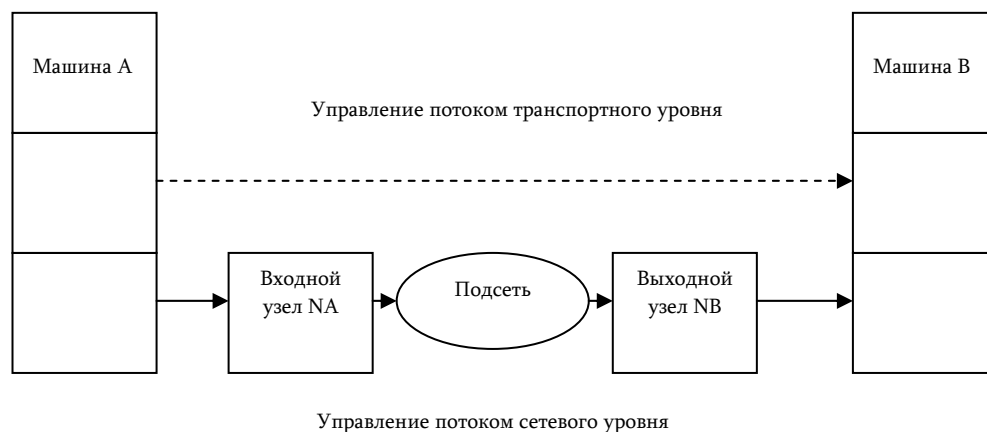 Машина А
Машина В
Управление потоком транспортного уровня
Входной
узел NA
Подсеть
Выходной
узел NB
Управление потоком сетевого уровня